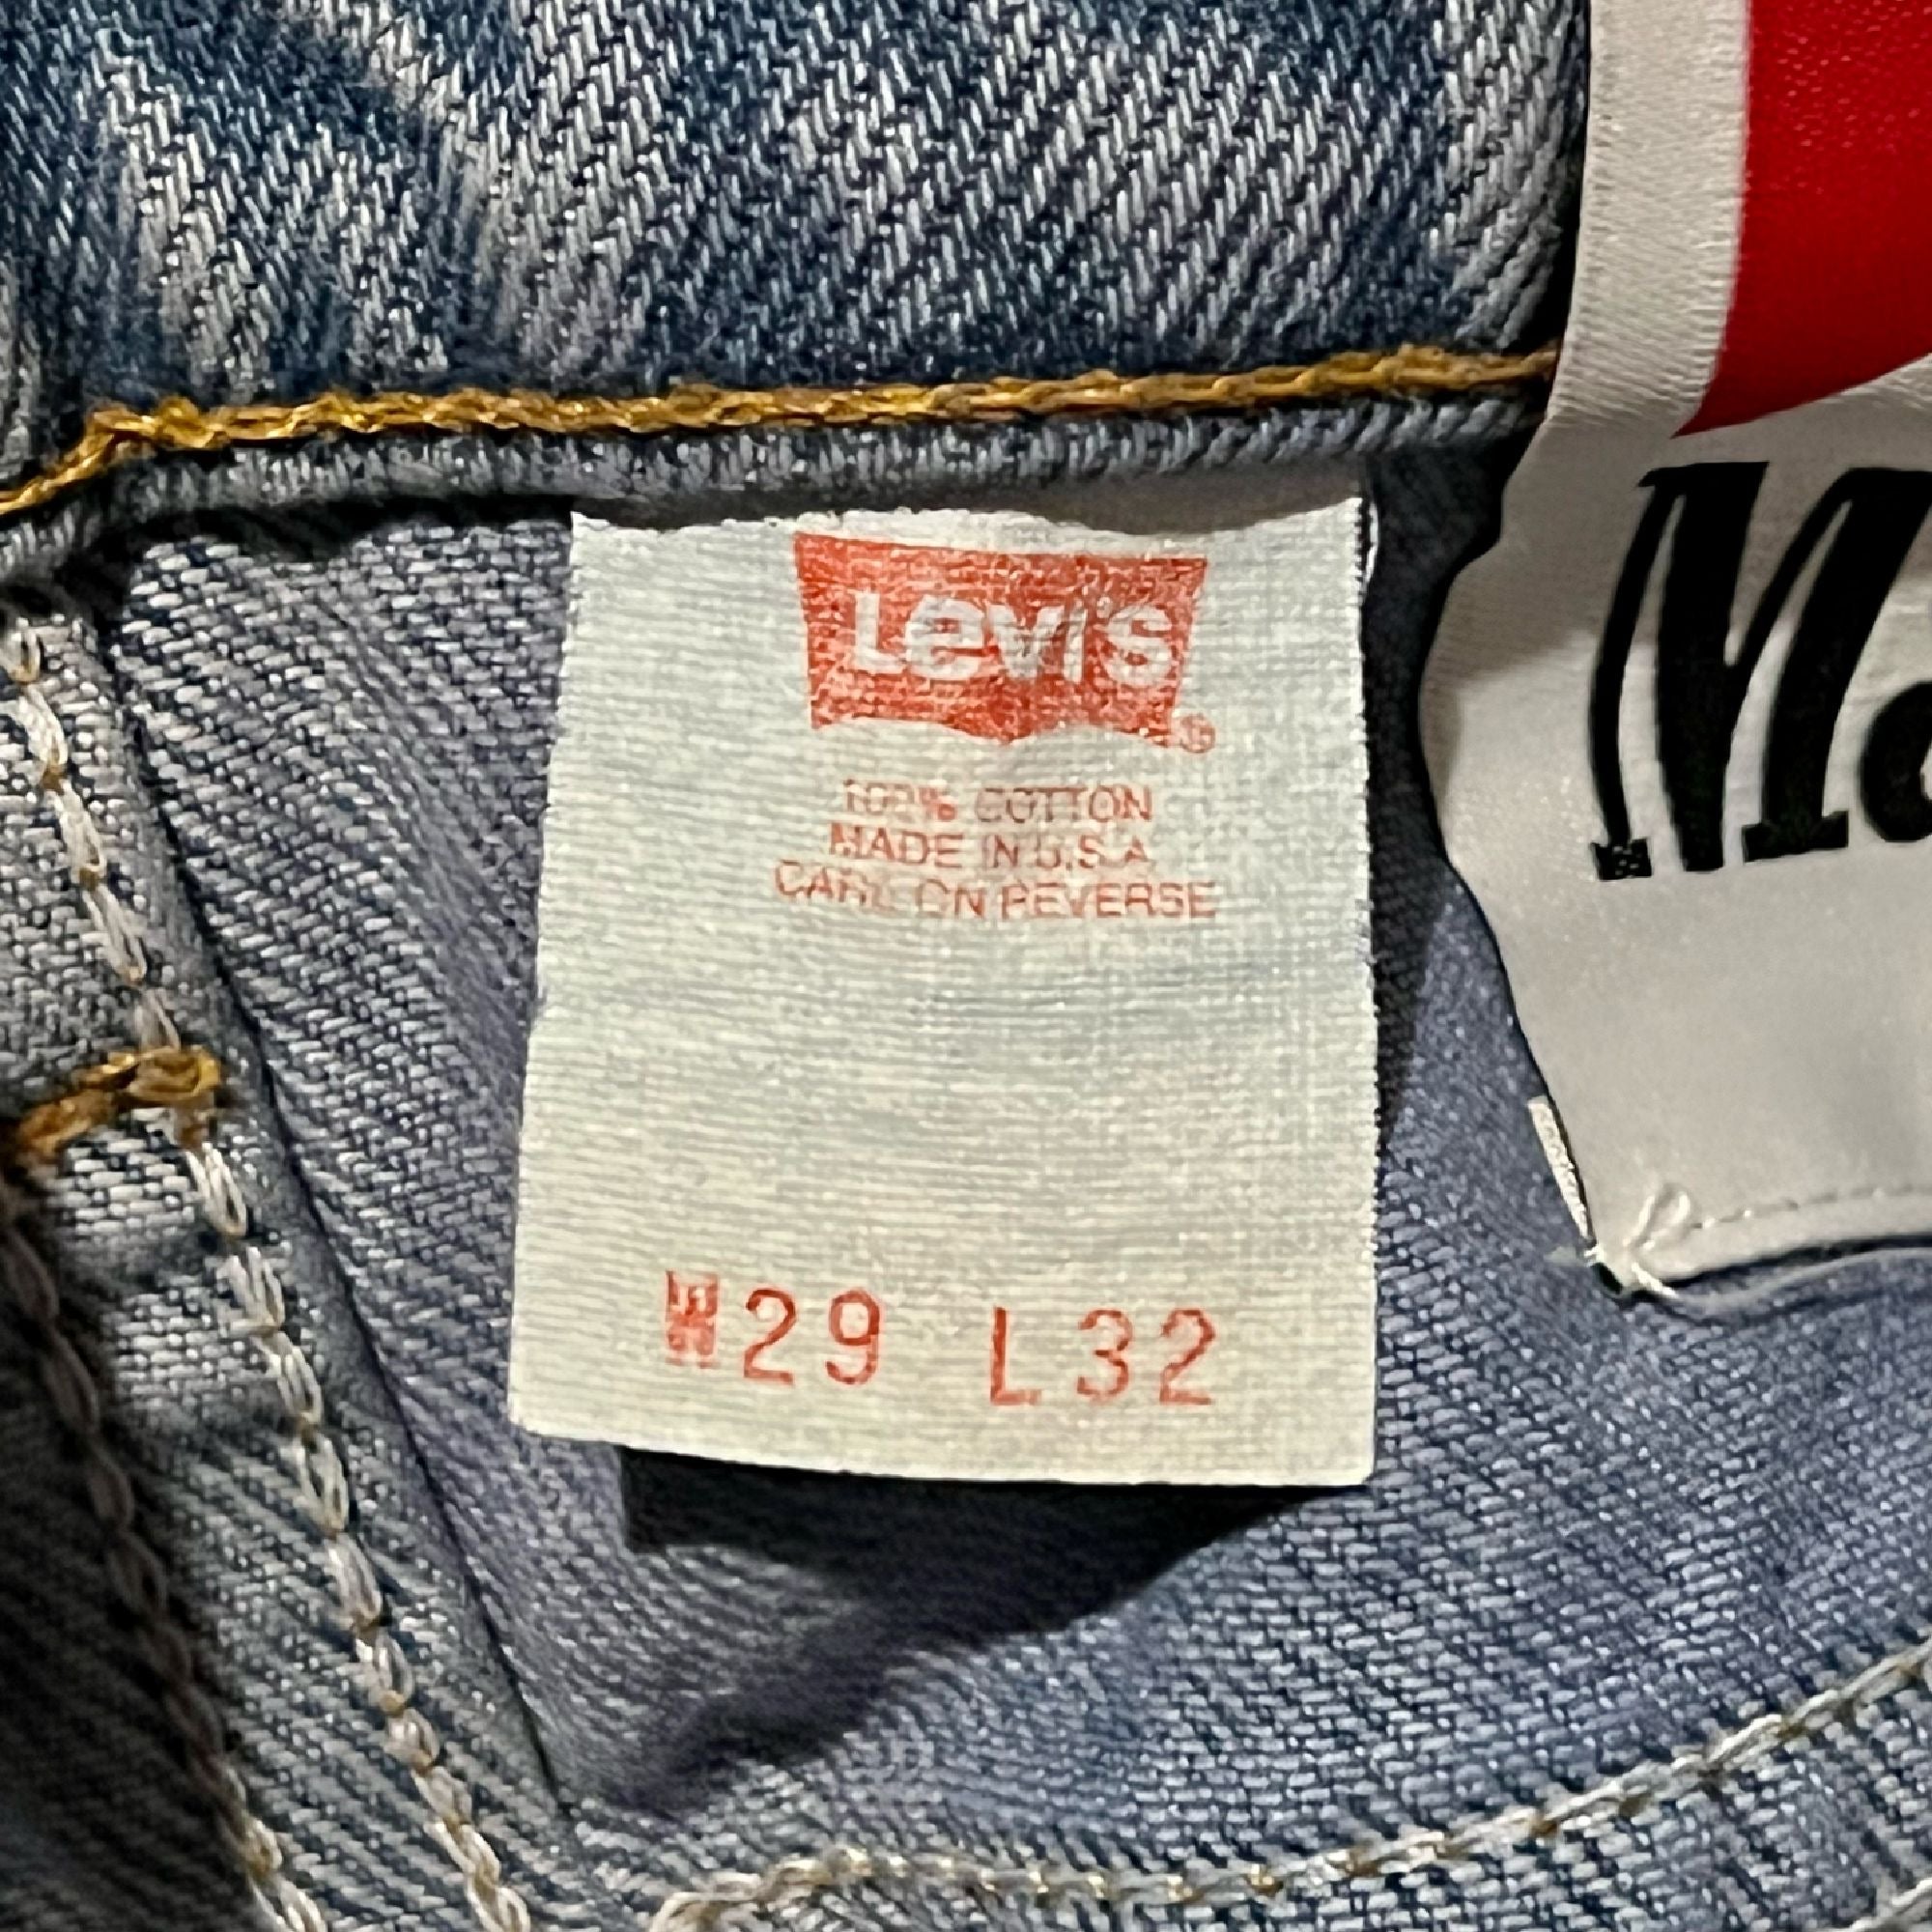 Levi's
100% COTTON
MADE IN U.S.A
CARE ON REVERSE
W29 L32